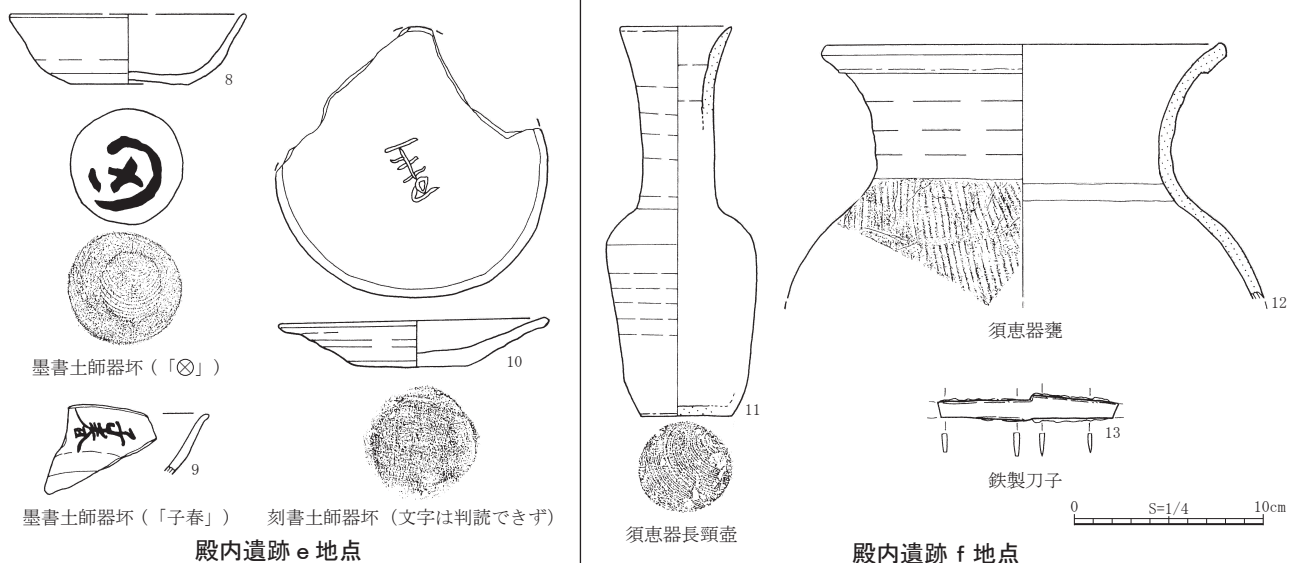 8
墨書土師器坏(「⊗」)
子春
9
墨書土師器坏(「子春」)
10
刻書土師器坏(文字は判読できず)
殿内遺跡e地点
11
須恵器長頸壺
12
須恵器甕
13
鉄製刀子
0 S=1/4 10cm
殿内遺跡f地点